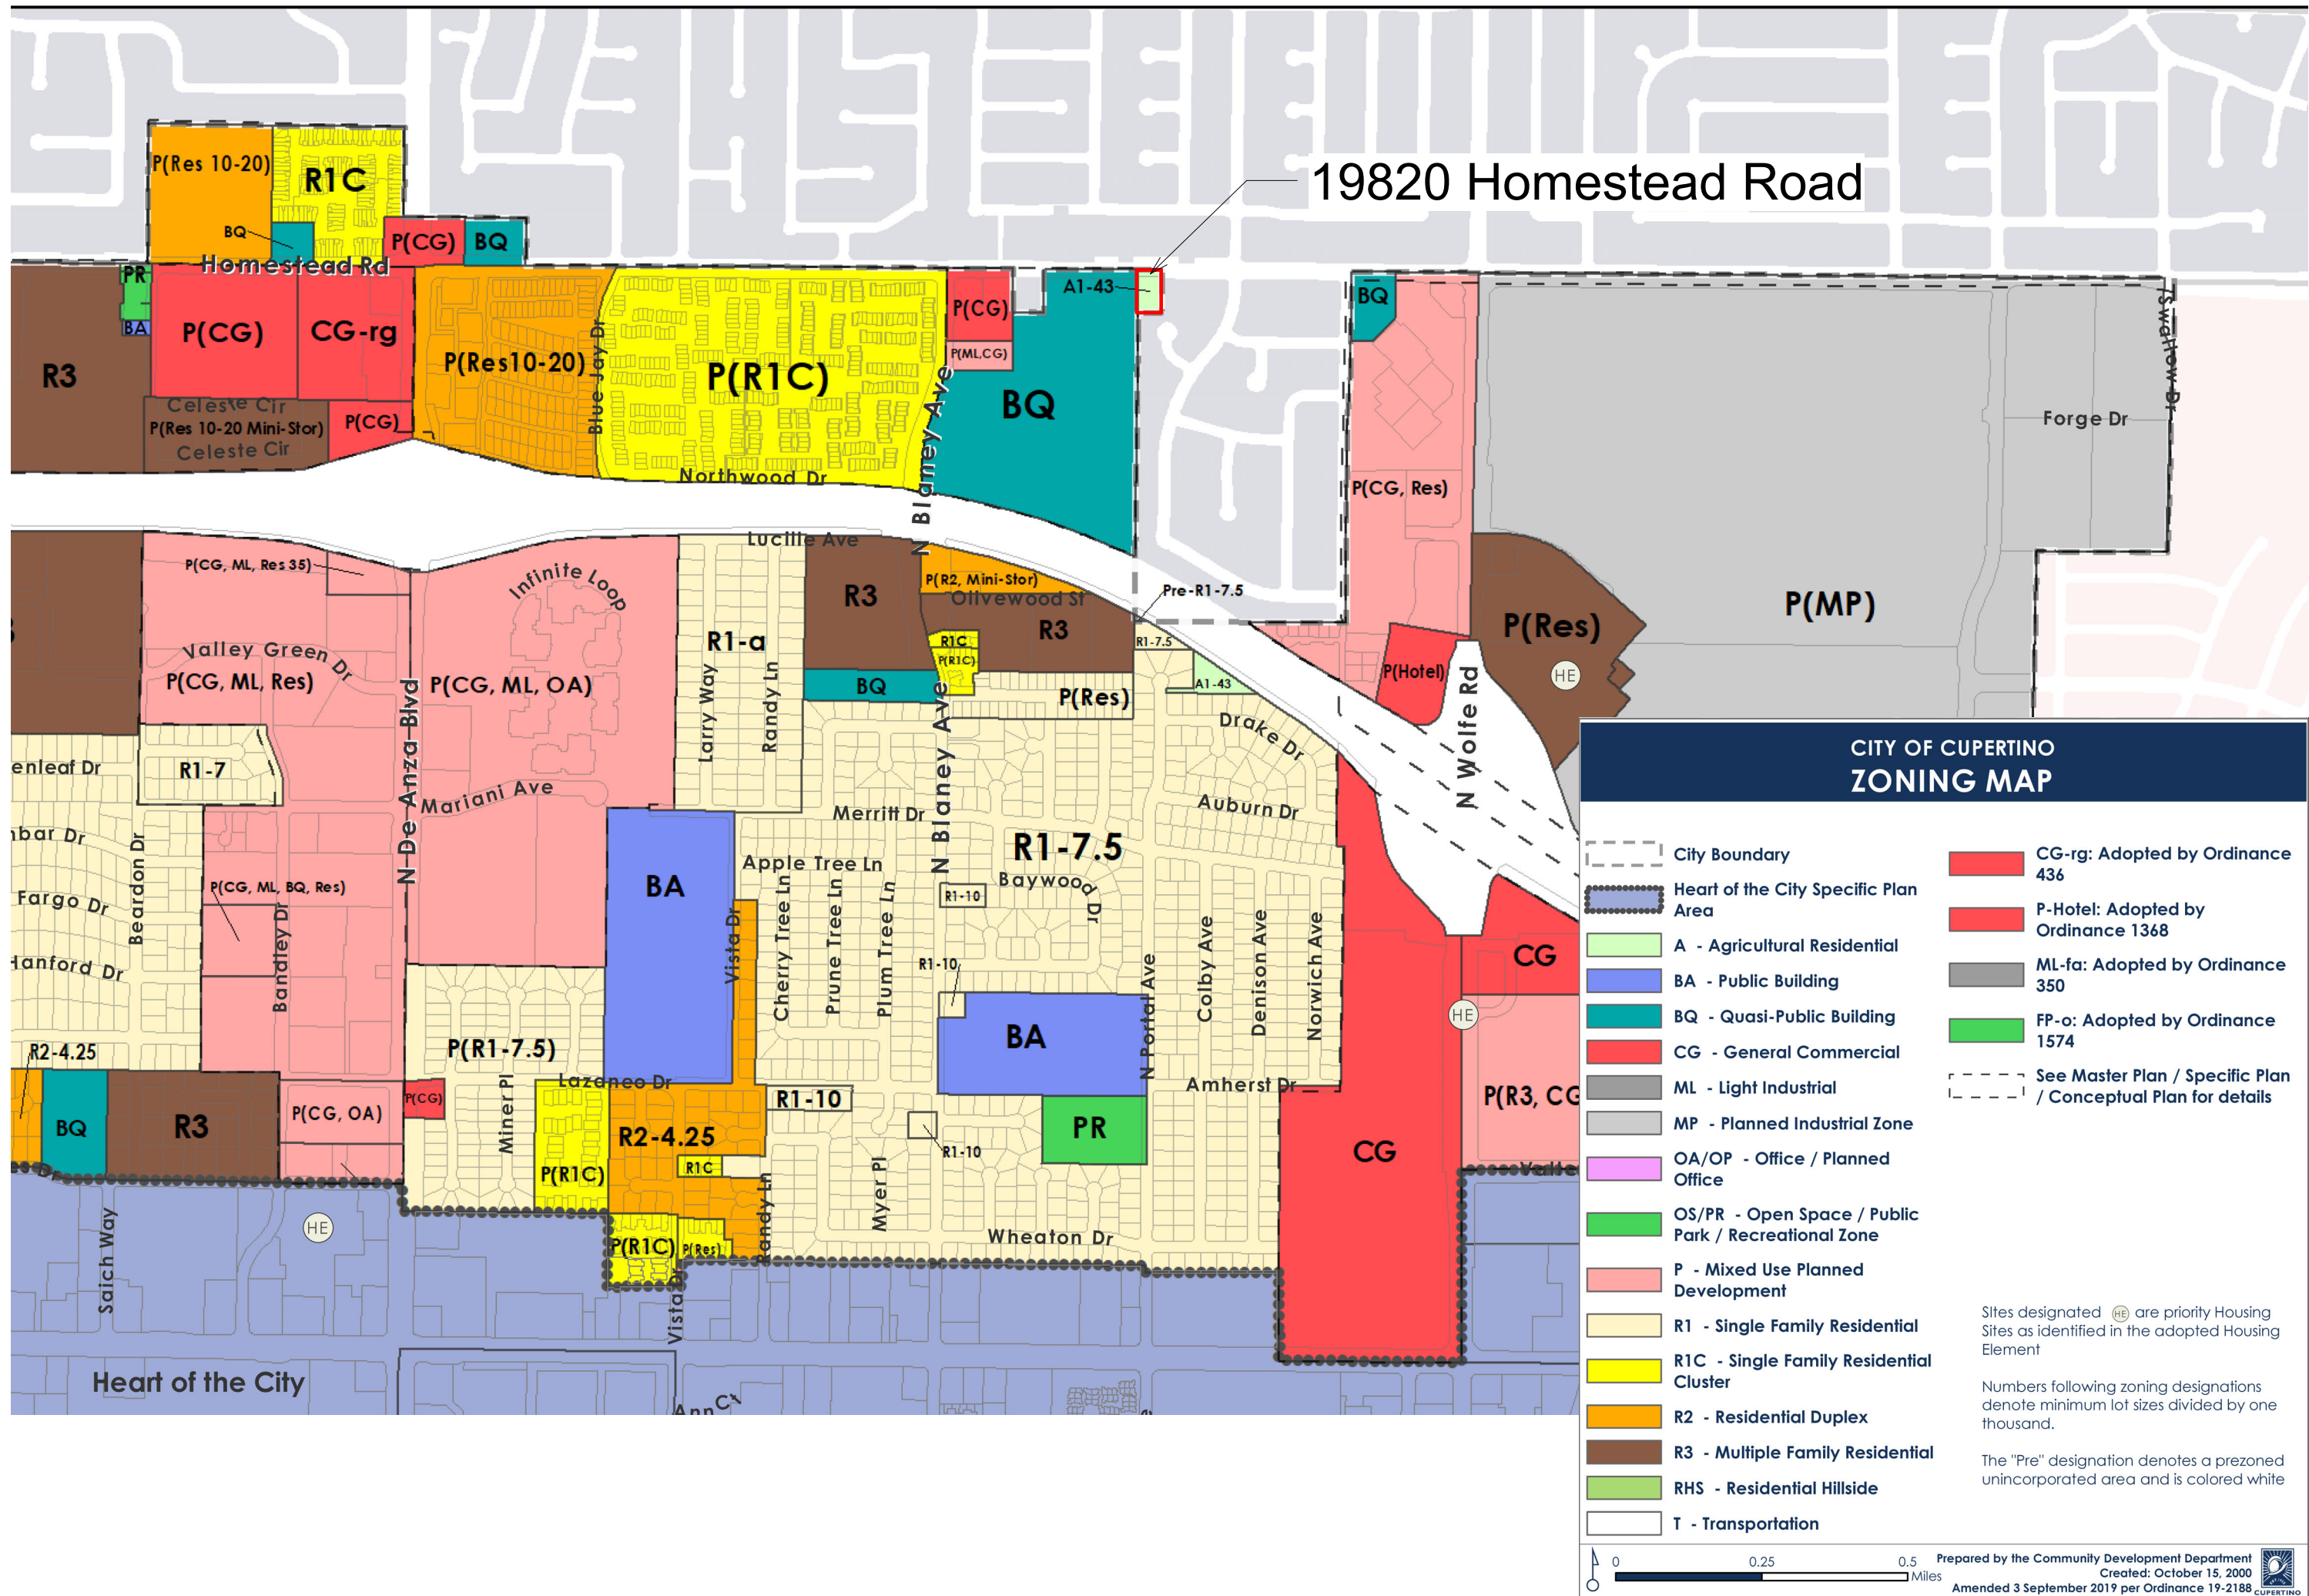 19820 Homestead Road
P(Res 10-20)
R1C
BQ
P(CG)
BQ
Homestead Rd
PR
BA
P(CG)
CG-rg
R3
P(Res10-20)
Blue Jay Dr
P(R1C)
P(CG)
P(ML,CG)
A1-43
BQ
BQ
Celeste Cir
P(Res 10-20 Mini-Stor)
Celeste Cir
P(CG)
Northwood Dr
N Blaney Ave
P(CG, Res)
Forge Dr
Swallow Dr
Lucille Ave
P(CG, ML, Res 35)
Infinite Loop
R3
P(R2, Mini-Stor)
Olivewood St
Pre-R1-7.5
P(MP)
P(Res)
HE
R1-a
R3
R1C
P(R1C)
R1-7.5
Valley Green Dr
P(CG, ML, Res)
P(CG, ML, OA)
Larry Way
Randy Ln
BQ
P(Res)
A1-43
P(Hotel)
N Wolfe Rd
N De Anza Blvd
N Blaney Ave
Drake Dr
enleaf Dr
R1-7
Mariani Ave
Merritt Dr
Auburn Dr
R1-7.5
bar Dr
Beardon Dr
Apple Tree Ln
Baywood Dr
BA
P(CG, ML, BQ, Res)
R1-10
Fargo Dr
Bandley Dr
Vista Dr
Cherry Tree Ln
Prune Tree Ln
Plum Tree Ln
Colby Ave
Denison Ave
Norwich Ave
Hanford Dr
R1-10
CG
N Portal Ave
HE
BA
R2-4.25
P(R1-7.5)
Lazaneo Dr
Amherst Dr
R1-10
P(R3, CG
P(CG)
P(CG, OA)
Miner Pl
BQ
R3
R2-4.25
PR
R1-10
CG
R1C
P(R1C)
Myer Pl
Randy Ln
Saich Way
HE
P(R1C)
P(Res)
Wheaton Dr
Vista Dr
Heart of the City
Ann Ct
CITY OF CUPERTINO
ZONING MAP
City Boundary
Heart of the City Specific Plan
Area
A - Agricultural Residential
BA - Public Building
BQ - Quasi-Public Building
CG - General Commercial
ML - Light Industrial
MP - Planned Industrial Zone
OA/OP - Office / Planned
Office
OS/PR - Open Space / Public
Park / Recreational Zone
P - Mixed Use Planned
Development
R1 - Single Family Residential
R1C - Single Family Residential
Cluster
R2 - Residential Duplex
R3 - Multiple Family Residential
RHS - Residential Hillside
T - Transportation
CG-rg: Adopted by Ordinance
436
P-Hotel: Adopted by
Ordinance 1368
ML-fa: Adopted by Ordinance
350
FP-o: Adopted by Ordinance
1574
See Master Plan / Specific Plan
/ Conceptual Plan for details
SItes designated HE are priority Housing
Sites as identified in the adopted Housing
Element
Numbers following zoning designations
denote minimum lot sizes divided by one
thousand.
The "Pre" designation denotes a prezoned
unincorporated area and is colored white
0 0.25 0.5
Miles
Prepared by the Community Development Department
Created: October 15, 2000
Amended 3 September 2019 per Ordinance 19-2188
CUPERTINO